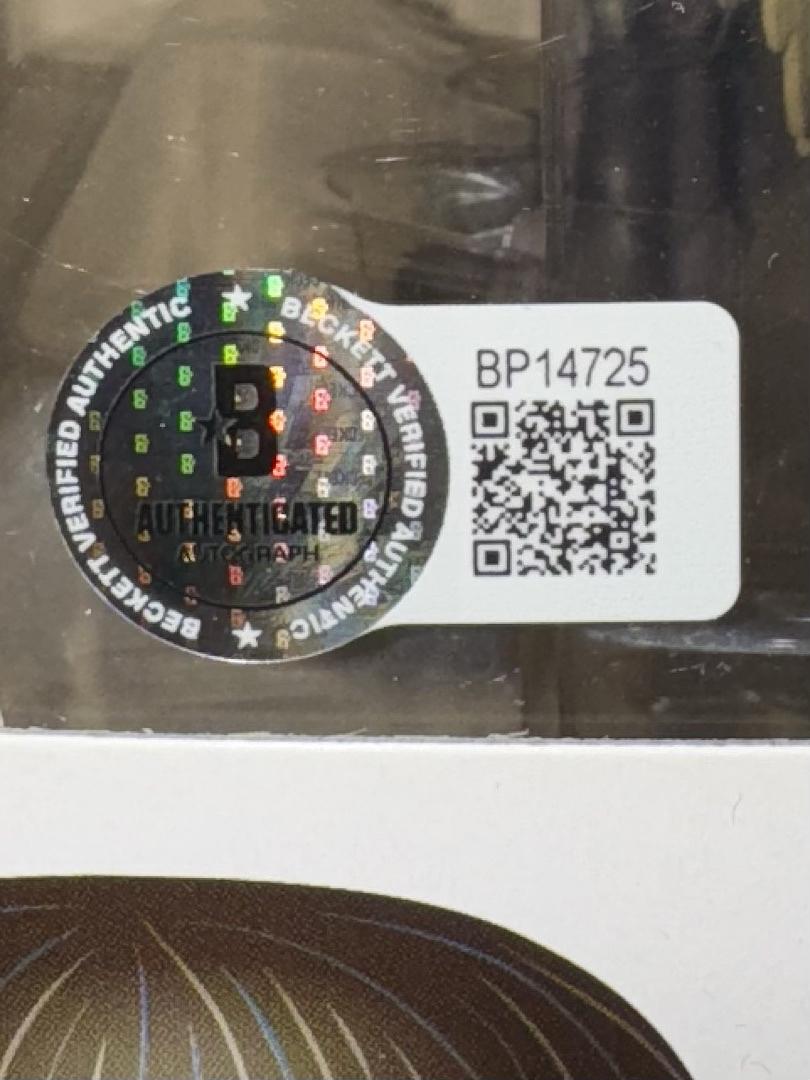 BECKETT VERIFIED AUTHENTIC
BECKETT VERIFIED AUTHENTIC
B
AUTHENTICATED
AUTOGRAPH
BP14725